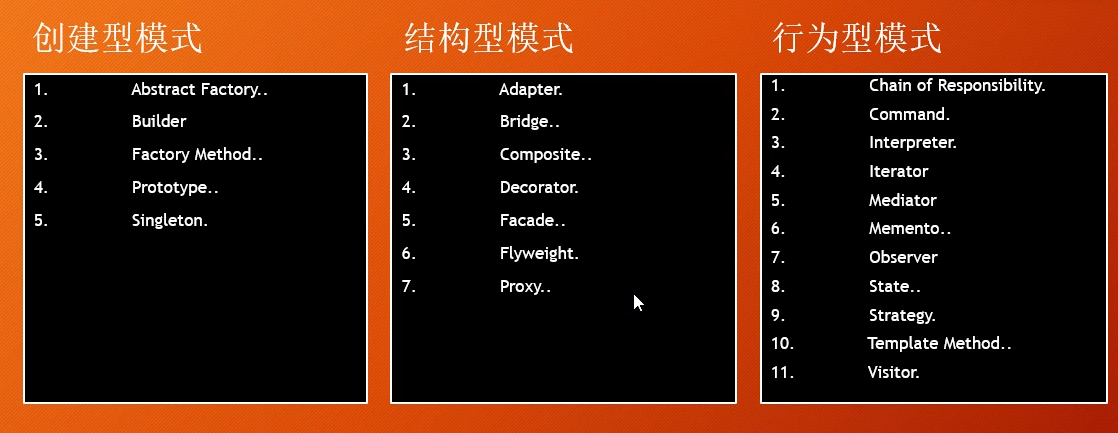 创建型模式
1. Abstract Factory..
2. Builder
3. Factory Method..
4. Prototype..
5. Singleton.
结构型模式
1. Adapter.
2. Bridge..
3. Composite..
4. Decorator.
5. Facade..
6. Flyweight.
7. Proxy..
行为型模式
1. Chain of Responsibility.
2. Command.
3. Interpreter.
4. Iterator
5. Mediator
6. Memento..
7. Observer
8. State..
9. Strategy.
10. Template Method..
11. Visitor.